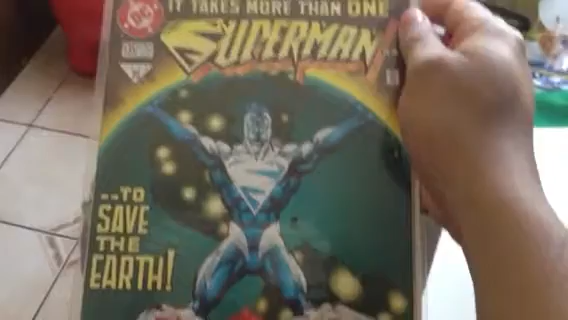 IT TAKES MORE THAN ONE
SUPERMAN
DC
--TO
SAVE
THE
EARTH!